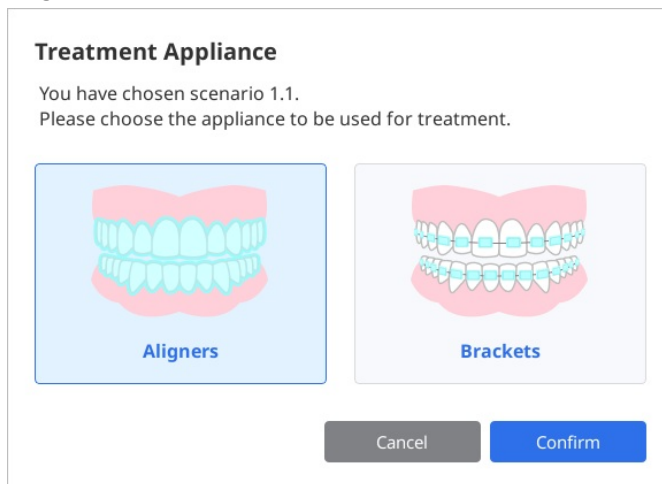 Treatment Appliance
You have chosen scenario 1.1.
Please choose the appliance to be used for treatment.
Aligners
Brackets
Cancel
Confirm